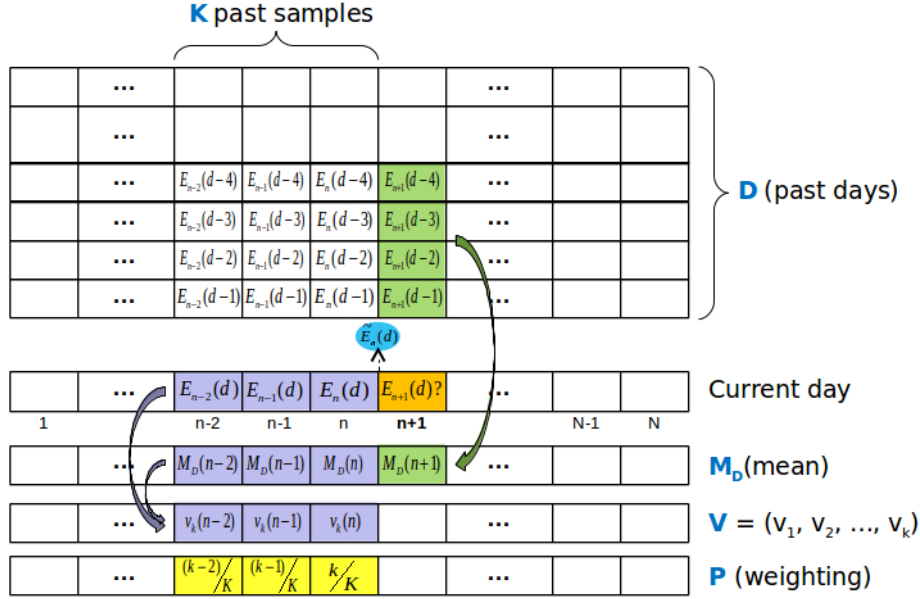 K past samples
... ...
... ...
... E_{n-2}(d-4) E_{n-1}(d-4) E_n(d-4) E_{n+1}(d-4) ...
... E_{n-2}(d-3) E_{n-1}(d-3) E_n(d-3) E_{n+1}(d-3) ...
D (past days)
... E_{n-2}(d-2) E_{n-1}(d-2) E_n(d-2) E_{n+1}(d-2) ...
... E_{n-2}(d-1) E_{n-1}(d-1) E_n(d-1) E_{n+1}(d-1) ...
Ẽ_n(d)
... E_{n-2}(d) E_{n-1}(d) E_n(d) E_{n+1}(d)? ... Current day
1 n-2 n-1 n n+1 N-1 N
... M_D(n-2) M_D(n-1) M_D(n) M_D(n+1) ... M_D(mean)
... v_k(n-2) v_k(n-1) v_k(n) ... V = (v_1, v_2, ..., v_k)
... (k-2)/K (k-1)/K k/K ... P (weighting)